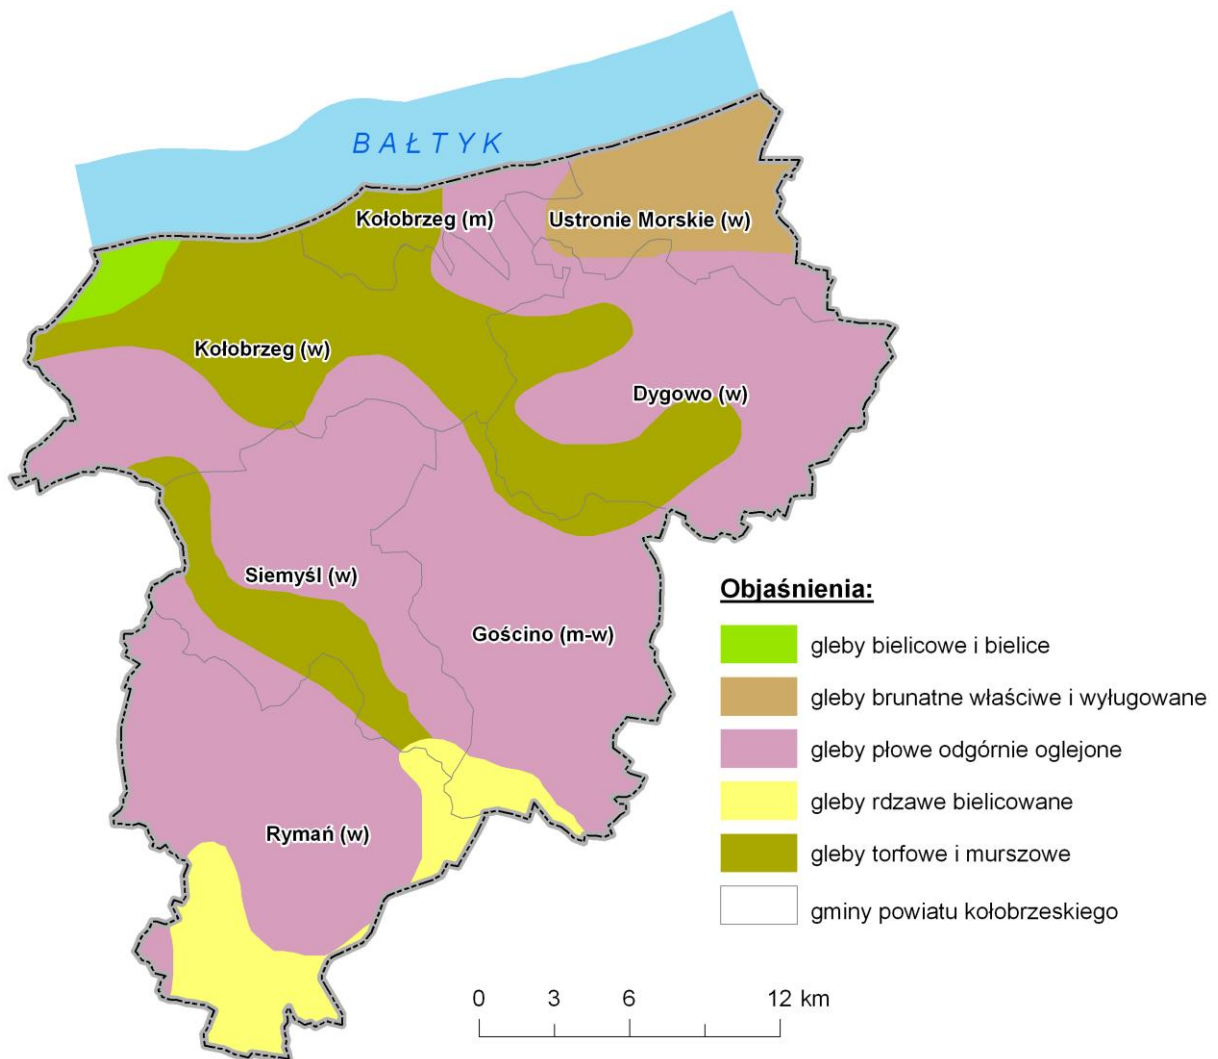 BAŁTYK
Kołobrzeg (m)
Ustronie Morskie (w)
Kołobrzeg (w)
Dygowo (w)
Siemyśl (w)
Gościno (m-w)
Rymań (w)
Objaśnienia:
gleby bielicowe i bielice
gleby brunatne właściwe i wyługowane
gleby płowe odgórnie oglejone
gleby rdzawe bielicowane
gleby torfowe i murszowe
gminy powiatu kołobrzeskiego
0 3 6 12 km